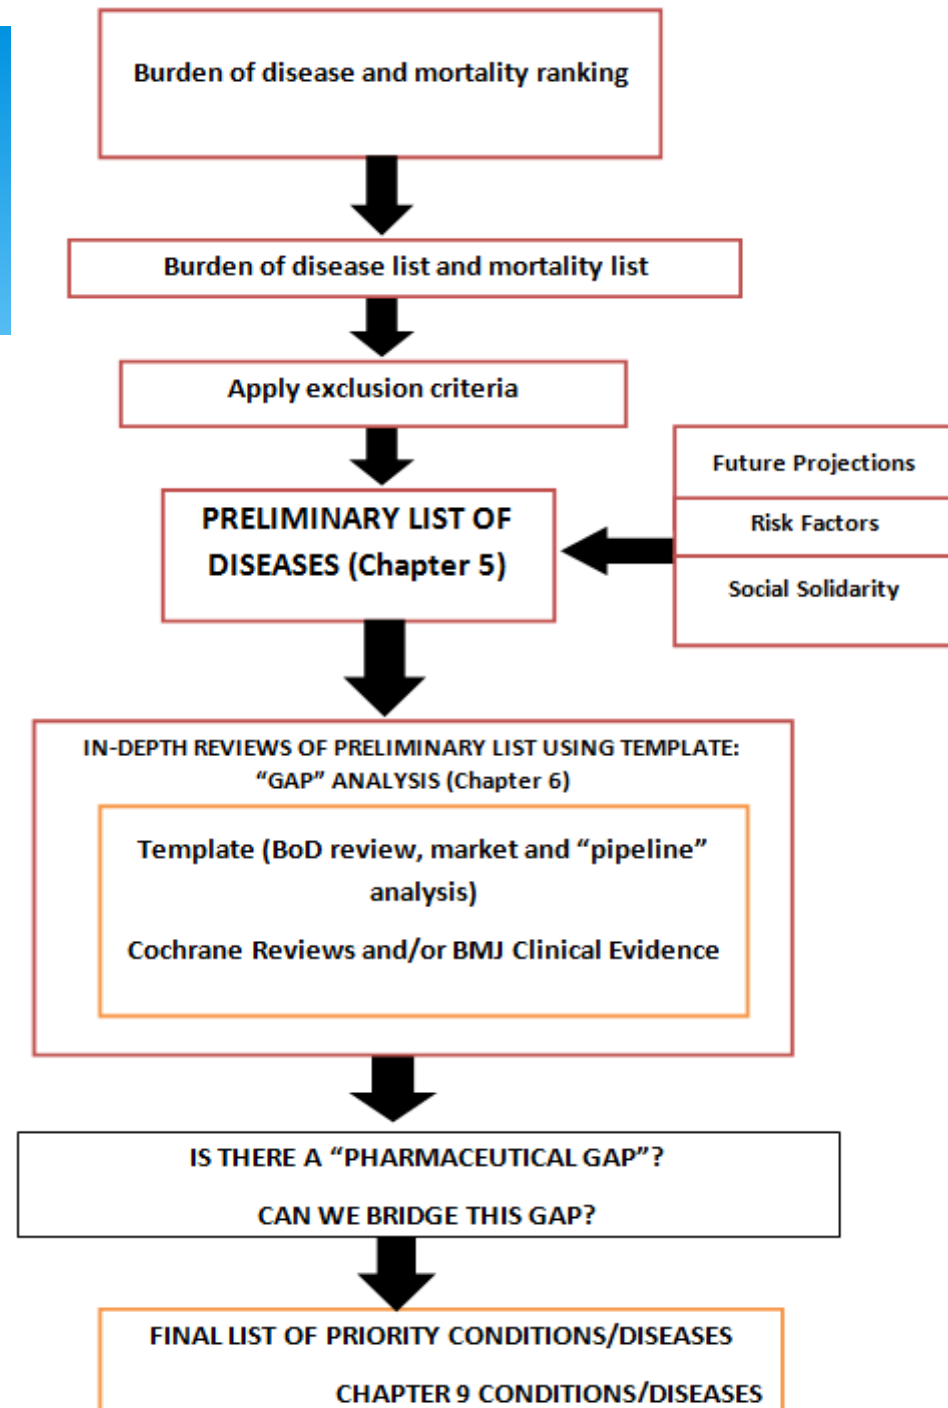 Burden of disease and mortality ranking
Burden of disease list and mortality list
Apply exclusion criteria
PRELIMINARY LIST OF
DISEASES (Chapter 5)
Future Projections
Risk Factors
Social Solidarity
IN-DEPTH REVIEWS OF PRELIMINARY LIST USING TEMPLATE:
“GAP” ANALYSIS (Chapter 6)
Template (BoD review, market and “pipeline”
analysis)
Cochrane Reviews and/or BMJ Clinical Evidence
IS THERE A “PHARMACEUTICAL GAP”?
CAN WE BRIDGE THIS GAP?
FINAL LIST OF PRIORITY CONDITIONS/DISEASES
CHAPTER 9 CONDITIONS/DISEASES